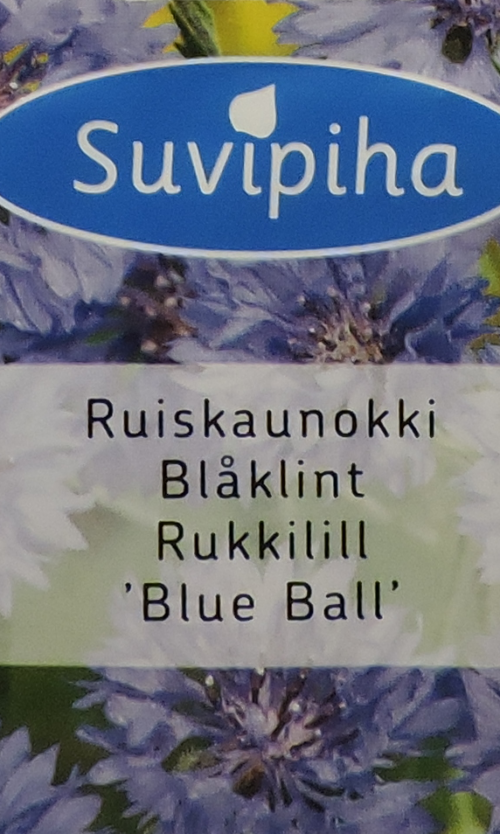 Suvipiha
Ruiskaunokki
Blåklint
Rukkilill
'Blue Ball'